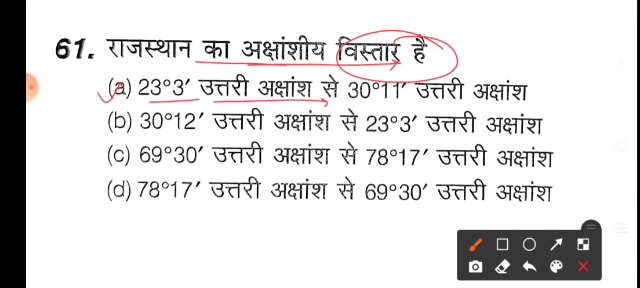 61. राजस्थान का अक्षांशीय विस्तार है
(a) 23°3′ उत्तरी अक्षांश से 30°11′ उत्तरी अक्षांश
(b) 30°12′ उत्तरी अक्षांश से 23°3′ उत्तरी अक्षांश
(c) 69°30′ उत्तरी अक्षांश से 78°17′ उत्तरी अक्षांश
(d) 78°17′ उत्तरी अक्षांश से 69°30′ उत्तरी अक्षांश